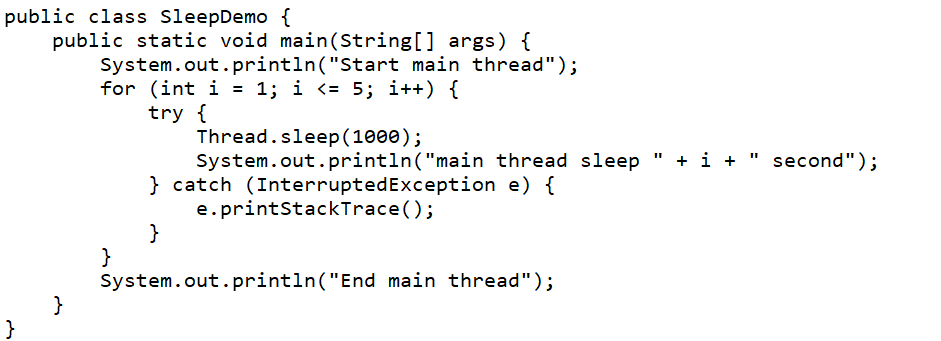 public class SleepDemo {
    public static void main(String[] args) {
        System.out.println("Start main thread");
        for (int i = 1; i <= 5; i++) {
            try {
                Thread.sleep(1000);
                System.out.println("main thread sleep " + i + " second");
            } catch (InterruptedException e) {
                e.printStackTrace();
            }
        }
        System.out.println("End main thread");
    }
}